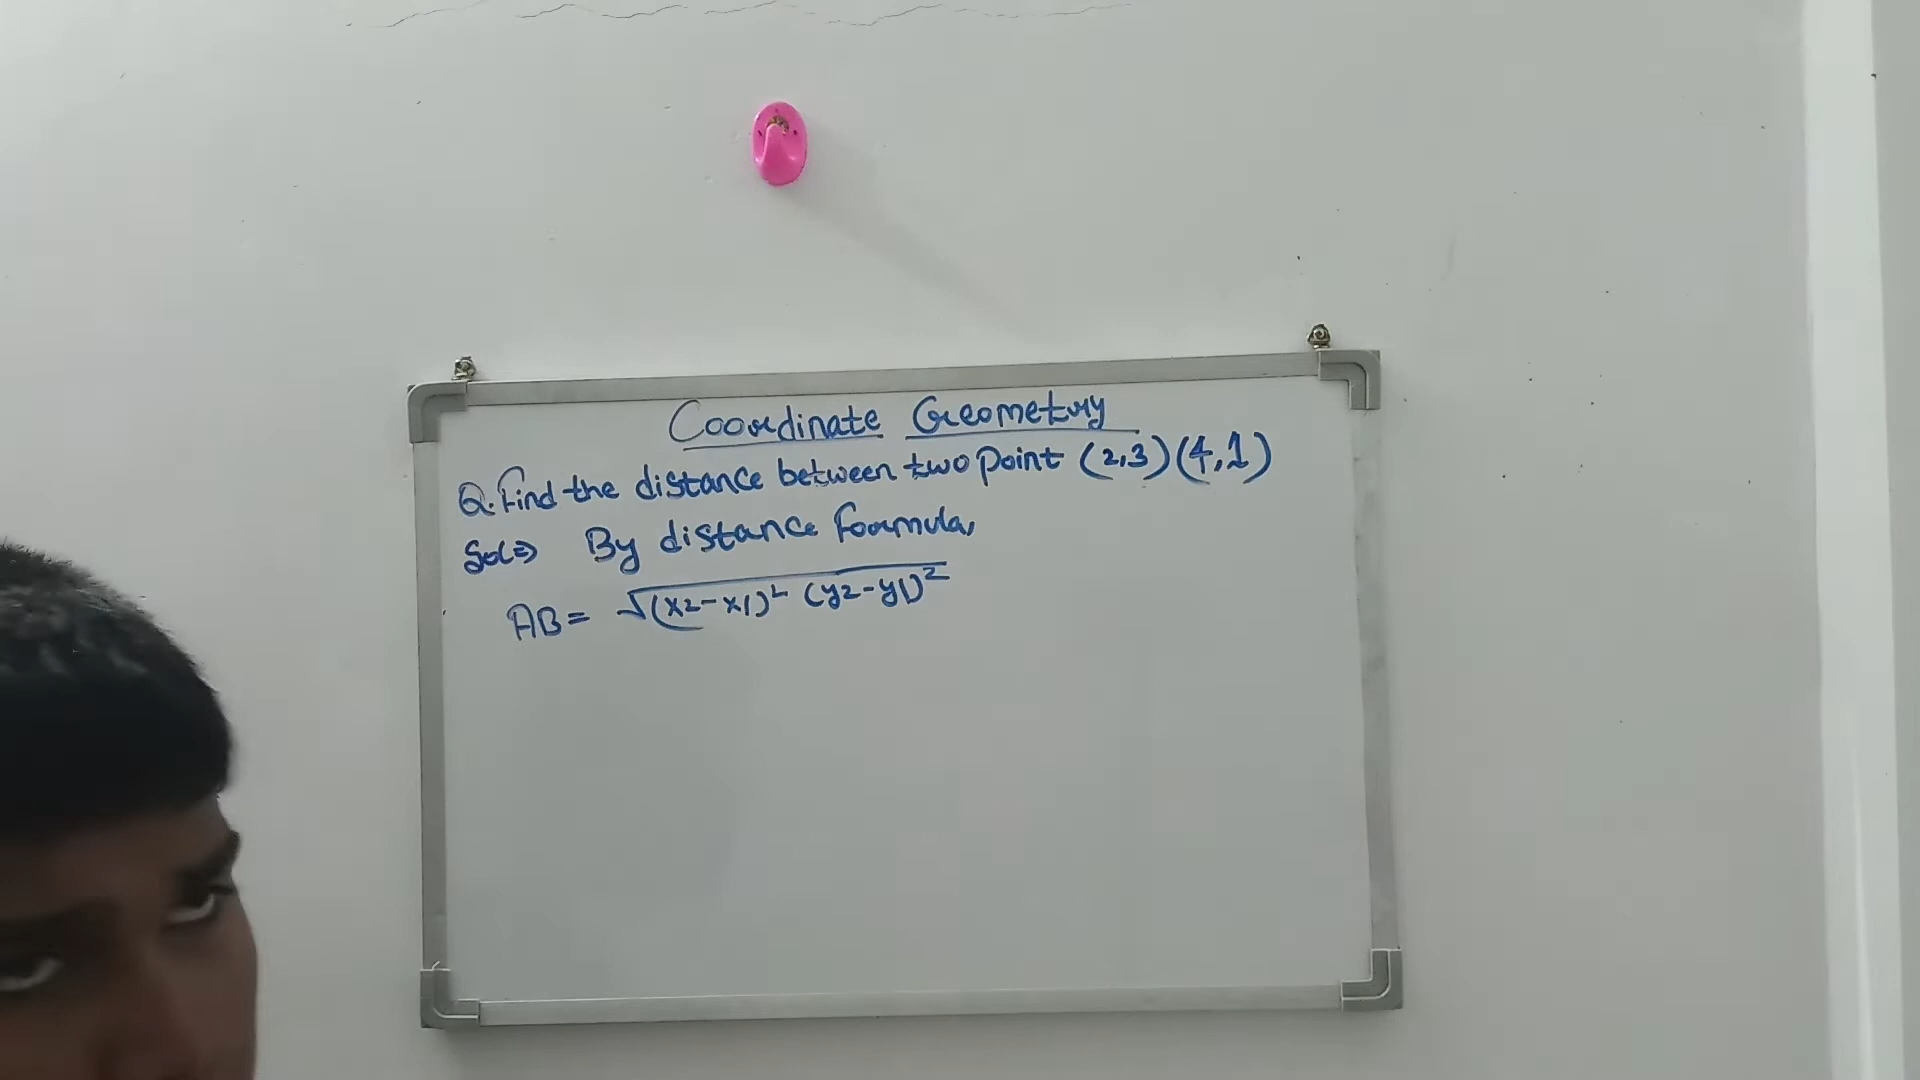 Coordinate Geometry
Q. Find the distance between two point (2,3) (4,1)
Sol⇒ By distance formula,
AB = √(x2-x1)² (y2-y1)²